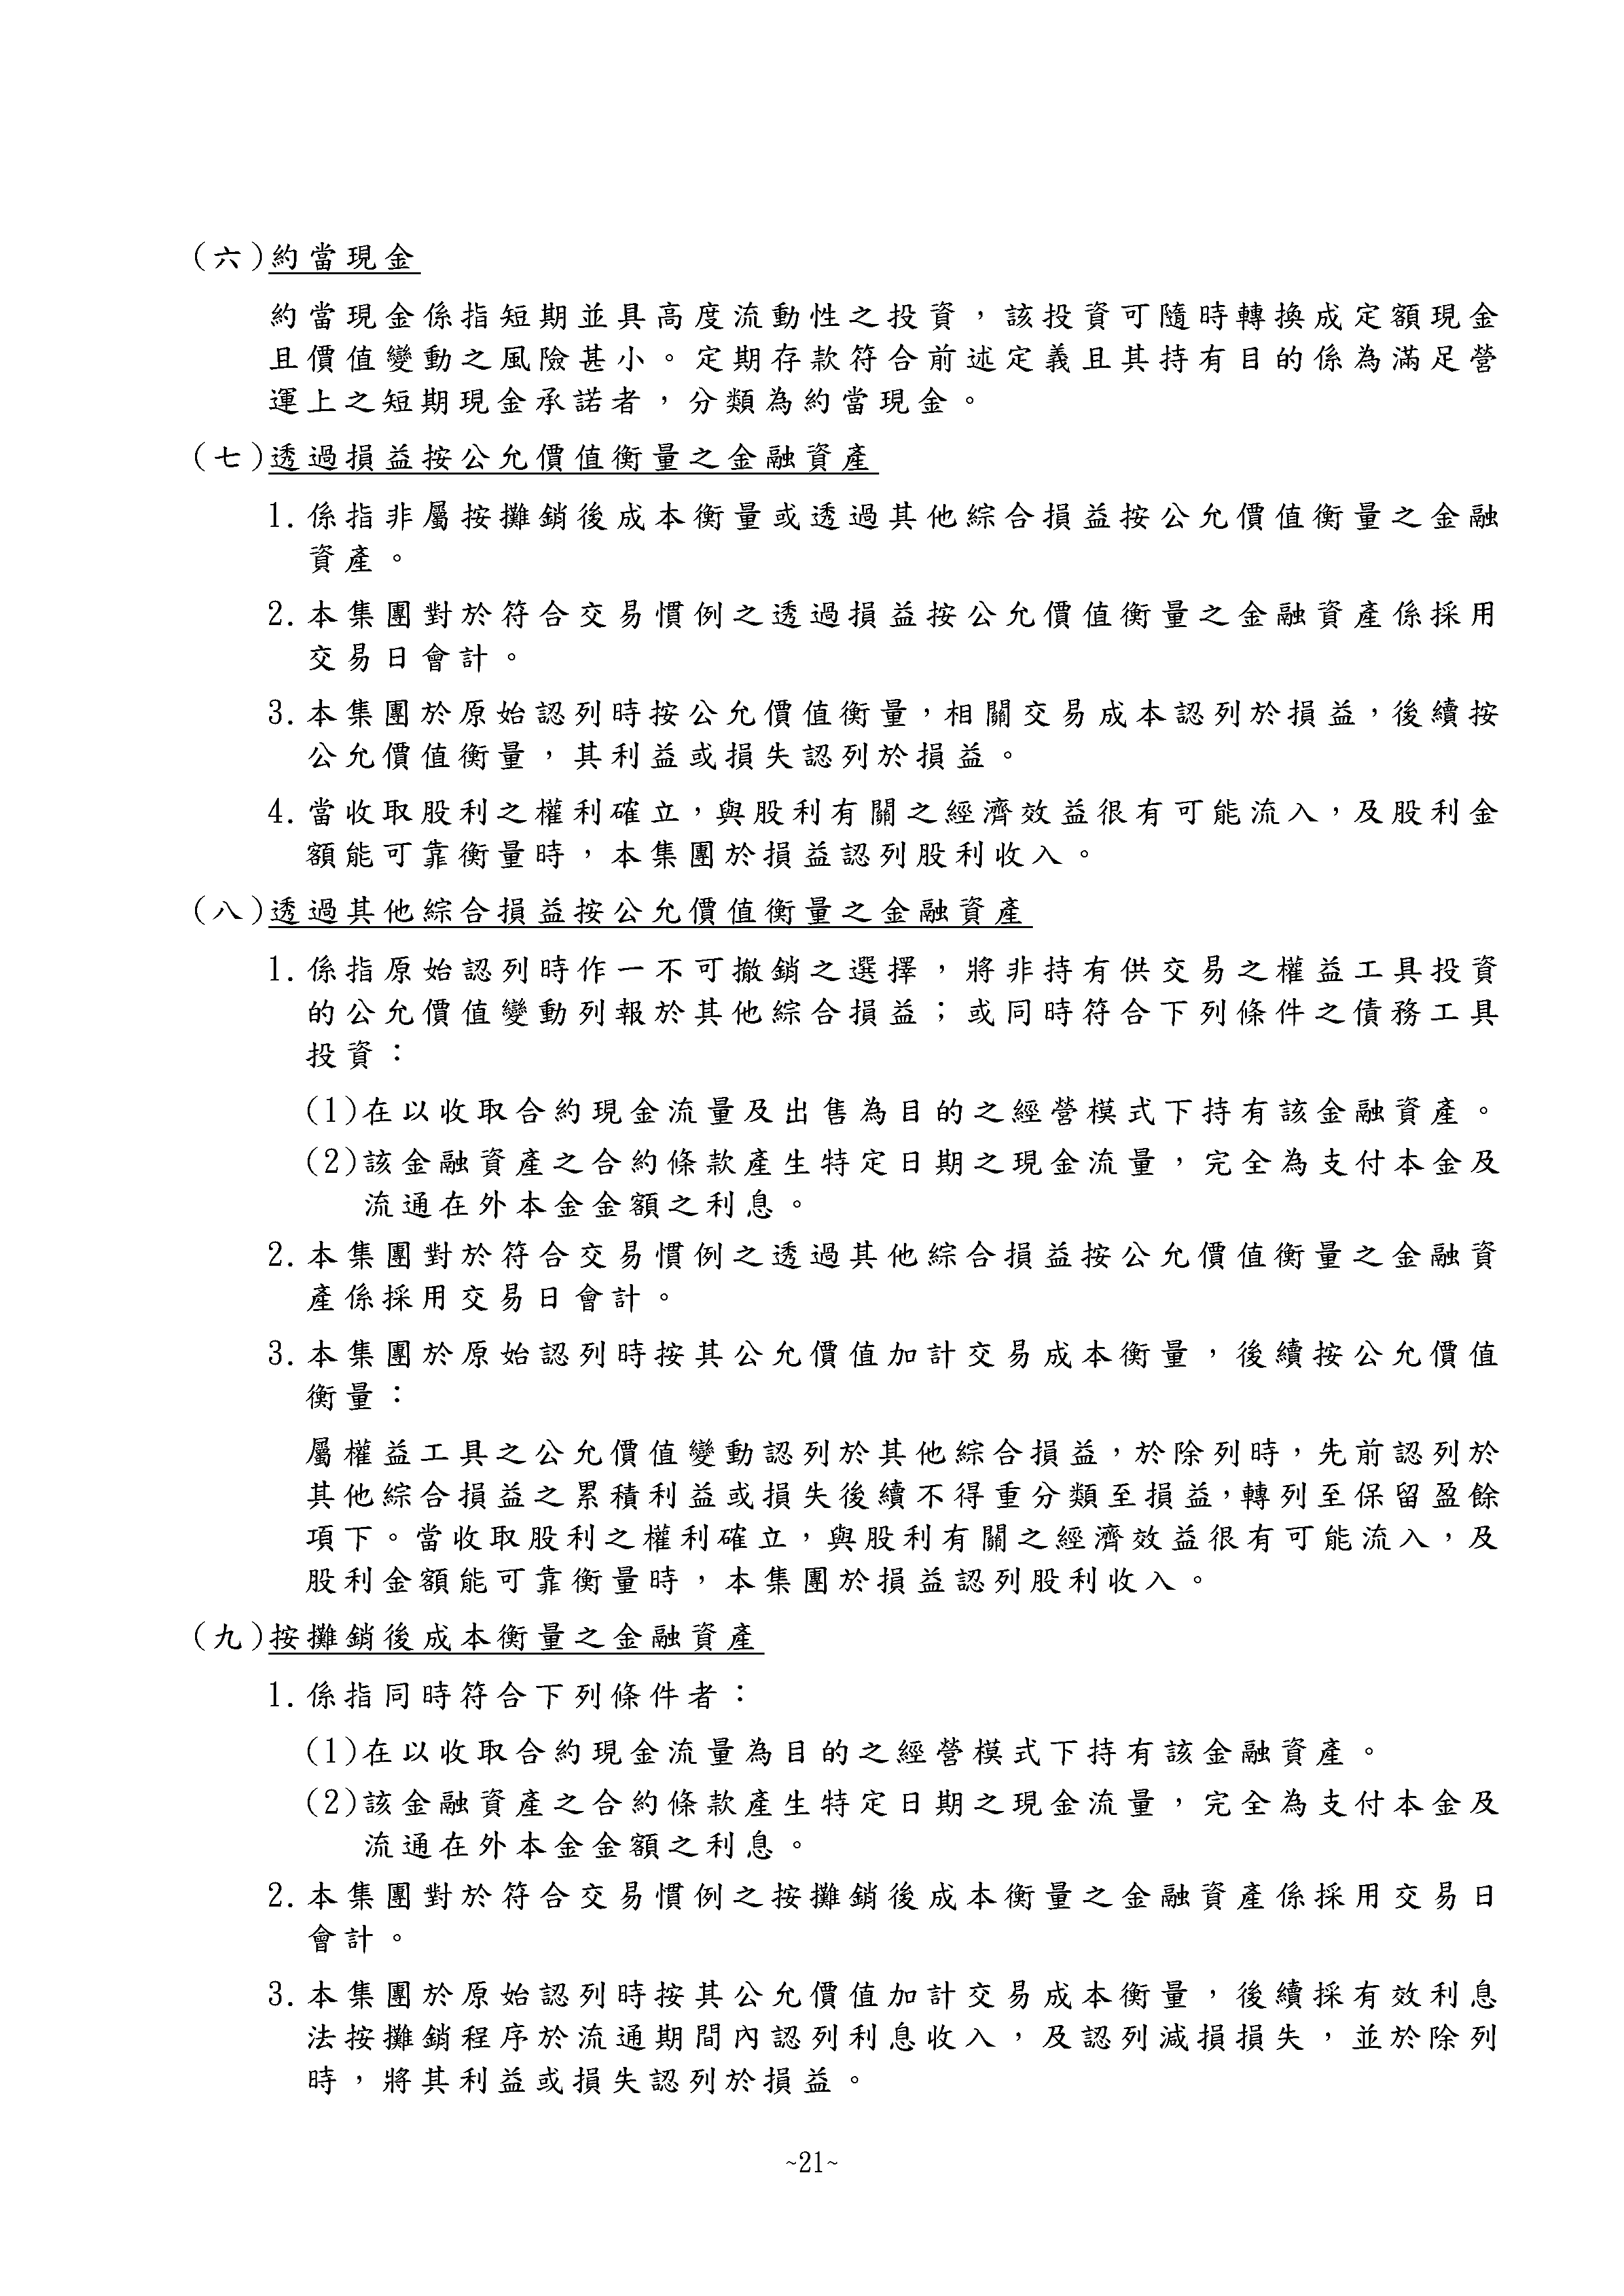 (六)約當現金
約當現金係指短期並具高度流動性之投資，該投資可隨時轉換成定額現金
且價值變動之風險甚小。定期存款符合前述定義且其持有目的係為滿足營
運上之短期現金承諾者，分類為約當現金。
(七)透過損益按公允價值衡量之金融資產
1.係指非屬按攤銷後成本衡量或透過其他綜合損益按公允價值衡量之金融
資產。
2.本集團對於符合交易慣例之透過損益按公允價值衡量之金融資產係採用
交易日會計。
3.本集團於原始認列時按公允價值衡量，相關交易成本認列於損益，後續按
公允價值衡量，其利益或損失認列於損益。
4.當收取股利之權利確立，與股利有關之經濟效益很有可能流入，及股利金
額能可靠衡量時，本集團於損益認列股利收入。
(八)透過其他綜合損益按公允價值衡量之金融資產
1.係指原始認列時作一不可撤銷之選擇，將非持有供交易之權益工具投資
的公允價值變動列報於其他綜合損益；或同時符合下列條件之債務工具
投資：
(1)在以收取合約現金流量及出售為目的之經營模式下持有該金融資產。
(2)該金融資產之合約條款產生特定日期之現金流量，完全為支付本金及
流通在外本金金額之利息。
2.本集團對於符合交易慣例之透過其他綜合損益按公允價值衡量之金融資
產係採用交易日會計。
3.本集團於原始認列時按其公允價值加計交易成本衡量，後續按公允價值
衡量：
屬權益工具之公允價值變動認列於其他綜合損益，於除列時，先前認列於
其他綜合損益之累積利益或損失後續不得重分類至損益，轉列至保留盈餘
項下。當收取股利之權利確立，與股利有關之經濟效益很有可能流入，及
股利金額能可靠衡量時，本集團於損益認列股利收入。
(九)按攤銷後成本衡量之金融資產
1.係指同時符合下列條件者：
(1)在以收取合約現金流量為目的之經營模式下持有該金融資產。
(2)該金融資產之合約條款產生特定日期之現金流量，完全為支付本金及
流通在外本金金額之利息。
2.本集團對於符合交易慣例之按攤銷後成本衡量之金融資產係採用交易日
會計。
3.本集團於原始認列時按其公允價值加計交易成本衡量，後續採有效利息
法按攤銷程序於流通期間內認列利息收入，及認列減損損失，並於除列
時，將其利益或損失認列於損益。
~21~